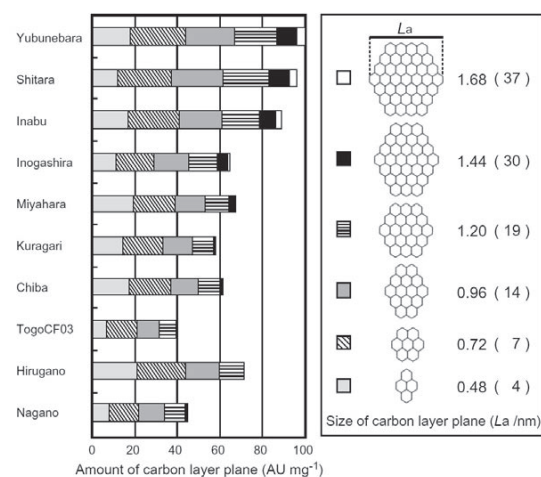 Yubunebara
Shitara
Inabu
Inogashira
Miyahara
Kuragari
Chiba
TogoCF03
Hirugano
Nagano
0 20 40 60 80 100
Amount of carbon layer plane (AU mg⁻¹)
La
1.68 ( 37)
1.44 ( 30)
1.20 ( 19)
0.96 ( 14)
0.72 ( 7)
0.48 ( 4)
Size of carbon layer plane (La /nm)